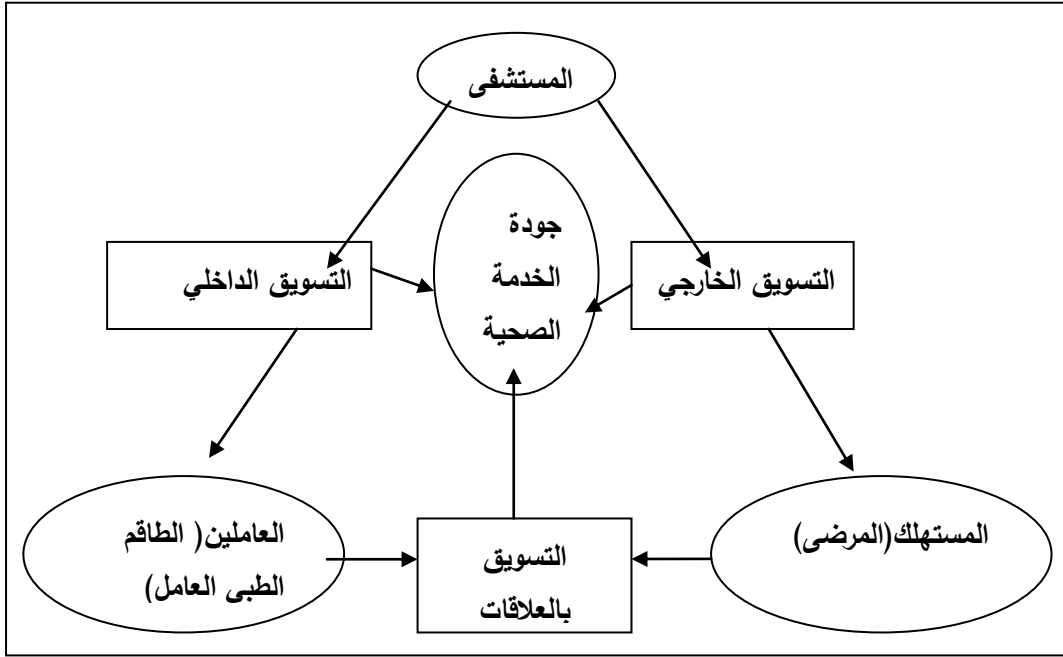 المستشفى
جودة
الخدمة
الصحية
التسويق الخارجي
التسويق الداخلي
المستهلك(المرضى)
التسويق
بالعلاقات
العاملين( الطاقم
الطبى العامل)